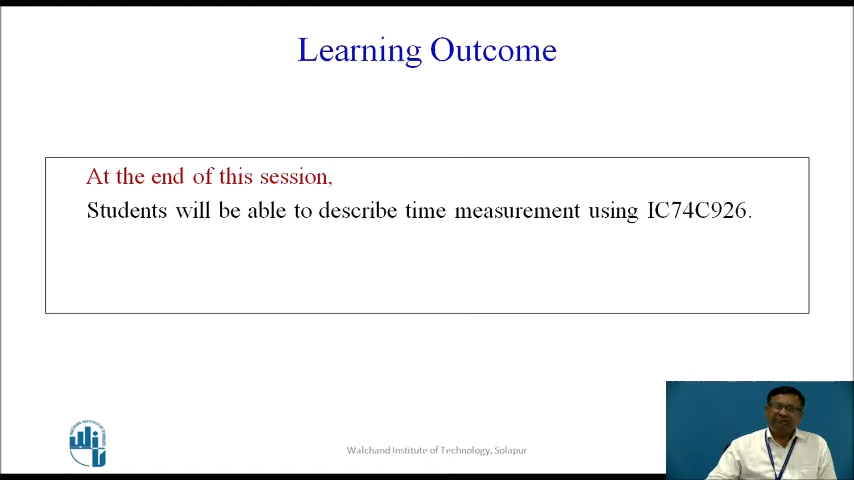 Learning Outcome
At the end of this session,
Students will be able to describe time measurement using IC74C926.
Walchand Institute of Technology, Solapur